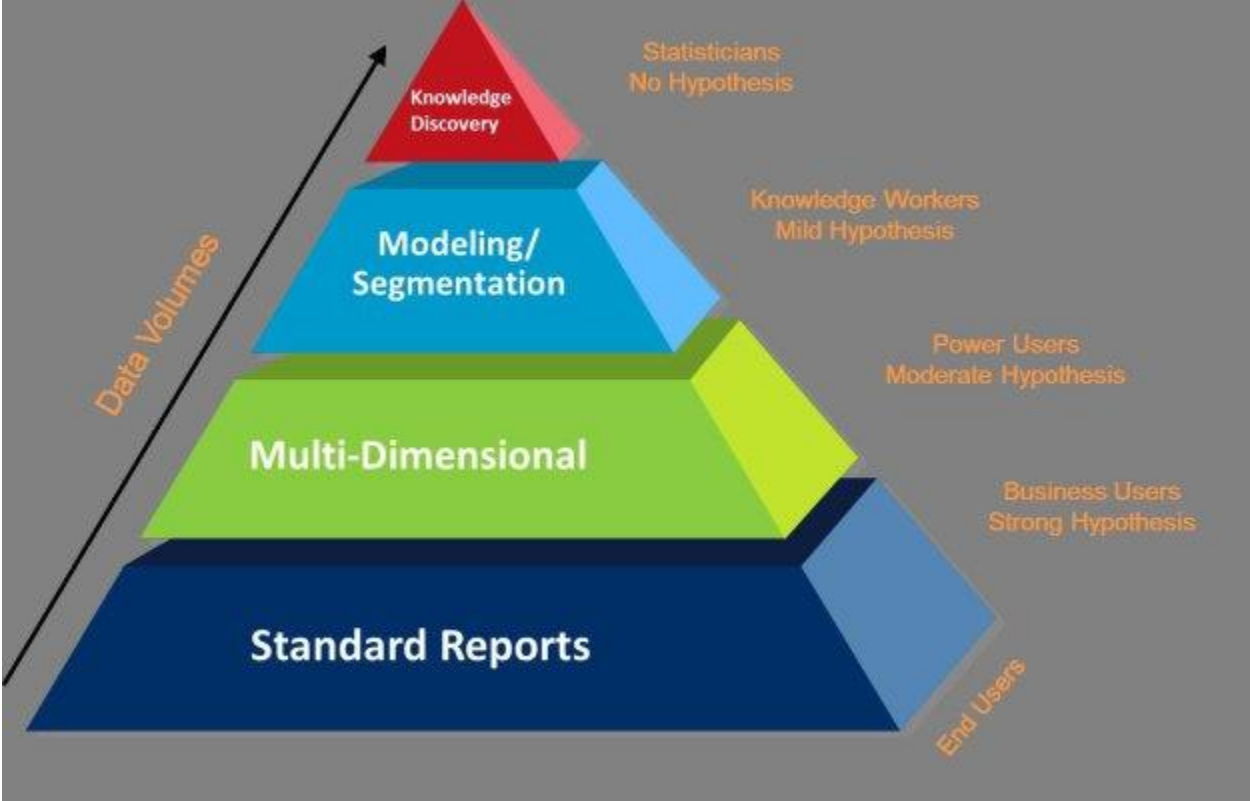 Knowledge
Discovery
Statisticians
No Hypothesis
Modeling/
Segmentation
Knowledge Workers
Mild Hypothesis
Data Volumes
Multi-Dimensional
Power Users
Moderate Hypothesis
Standard Reports
Business Users
Strong Hypothesis
End Users